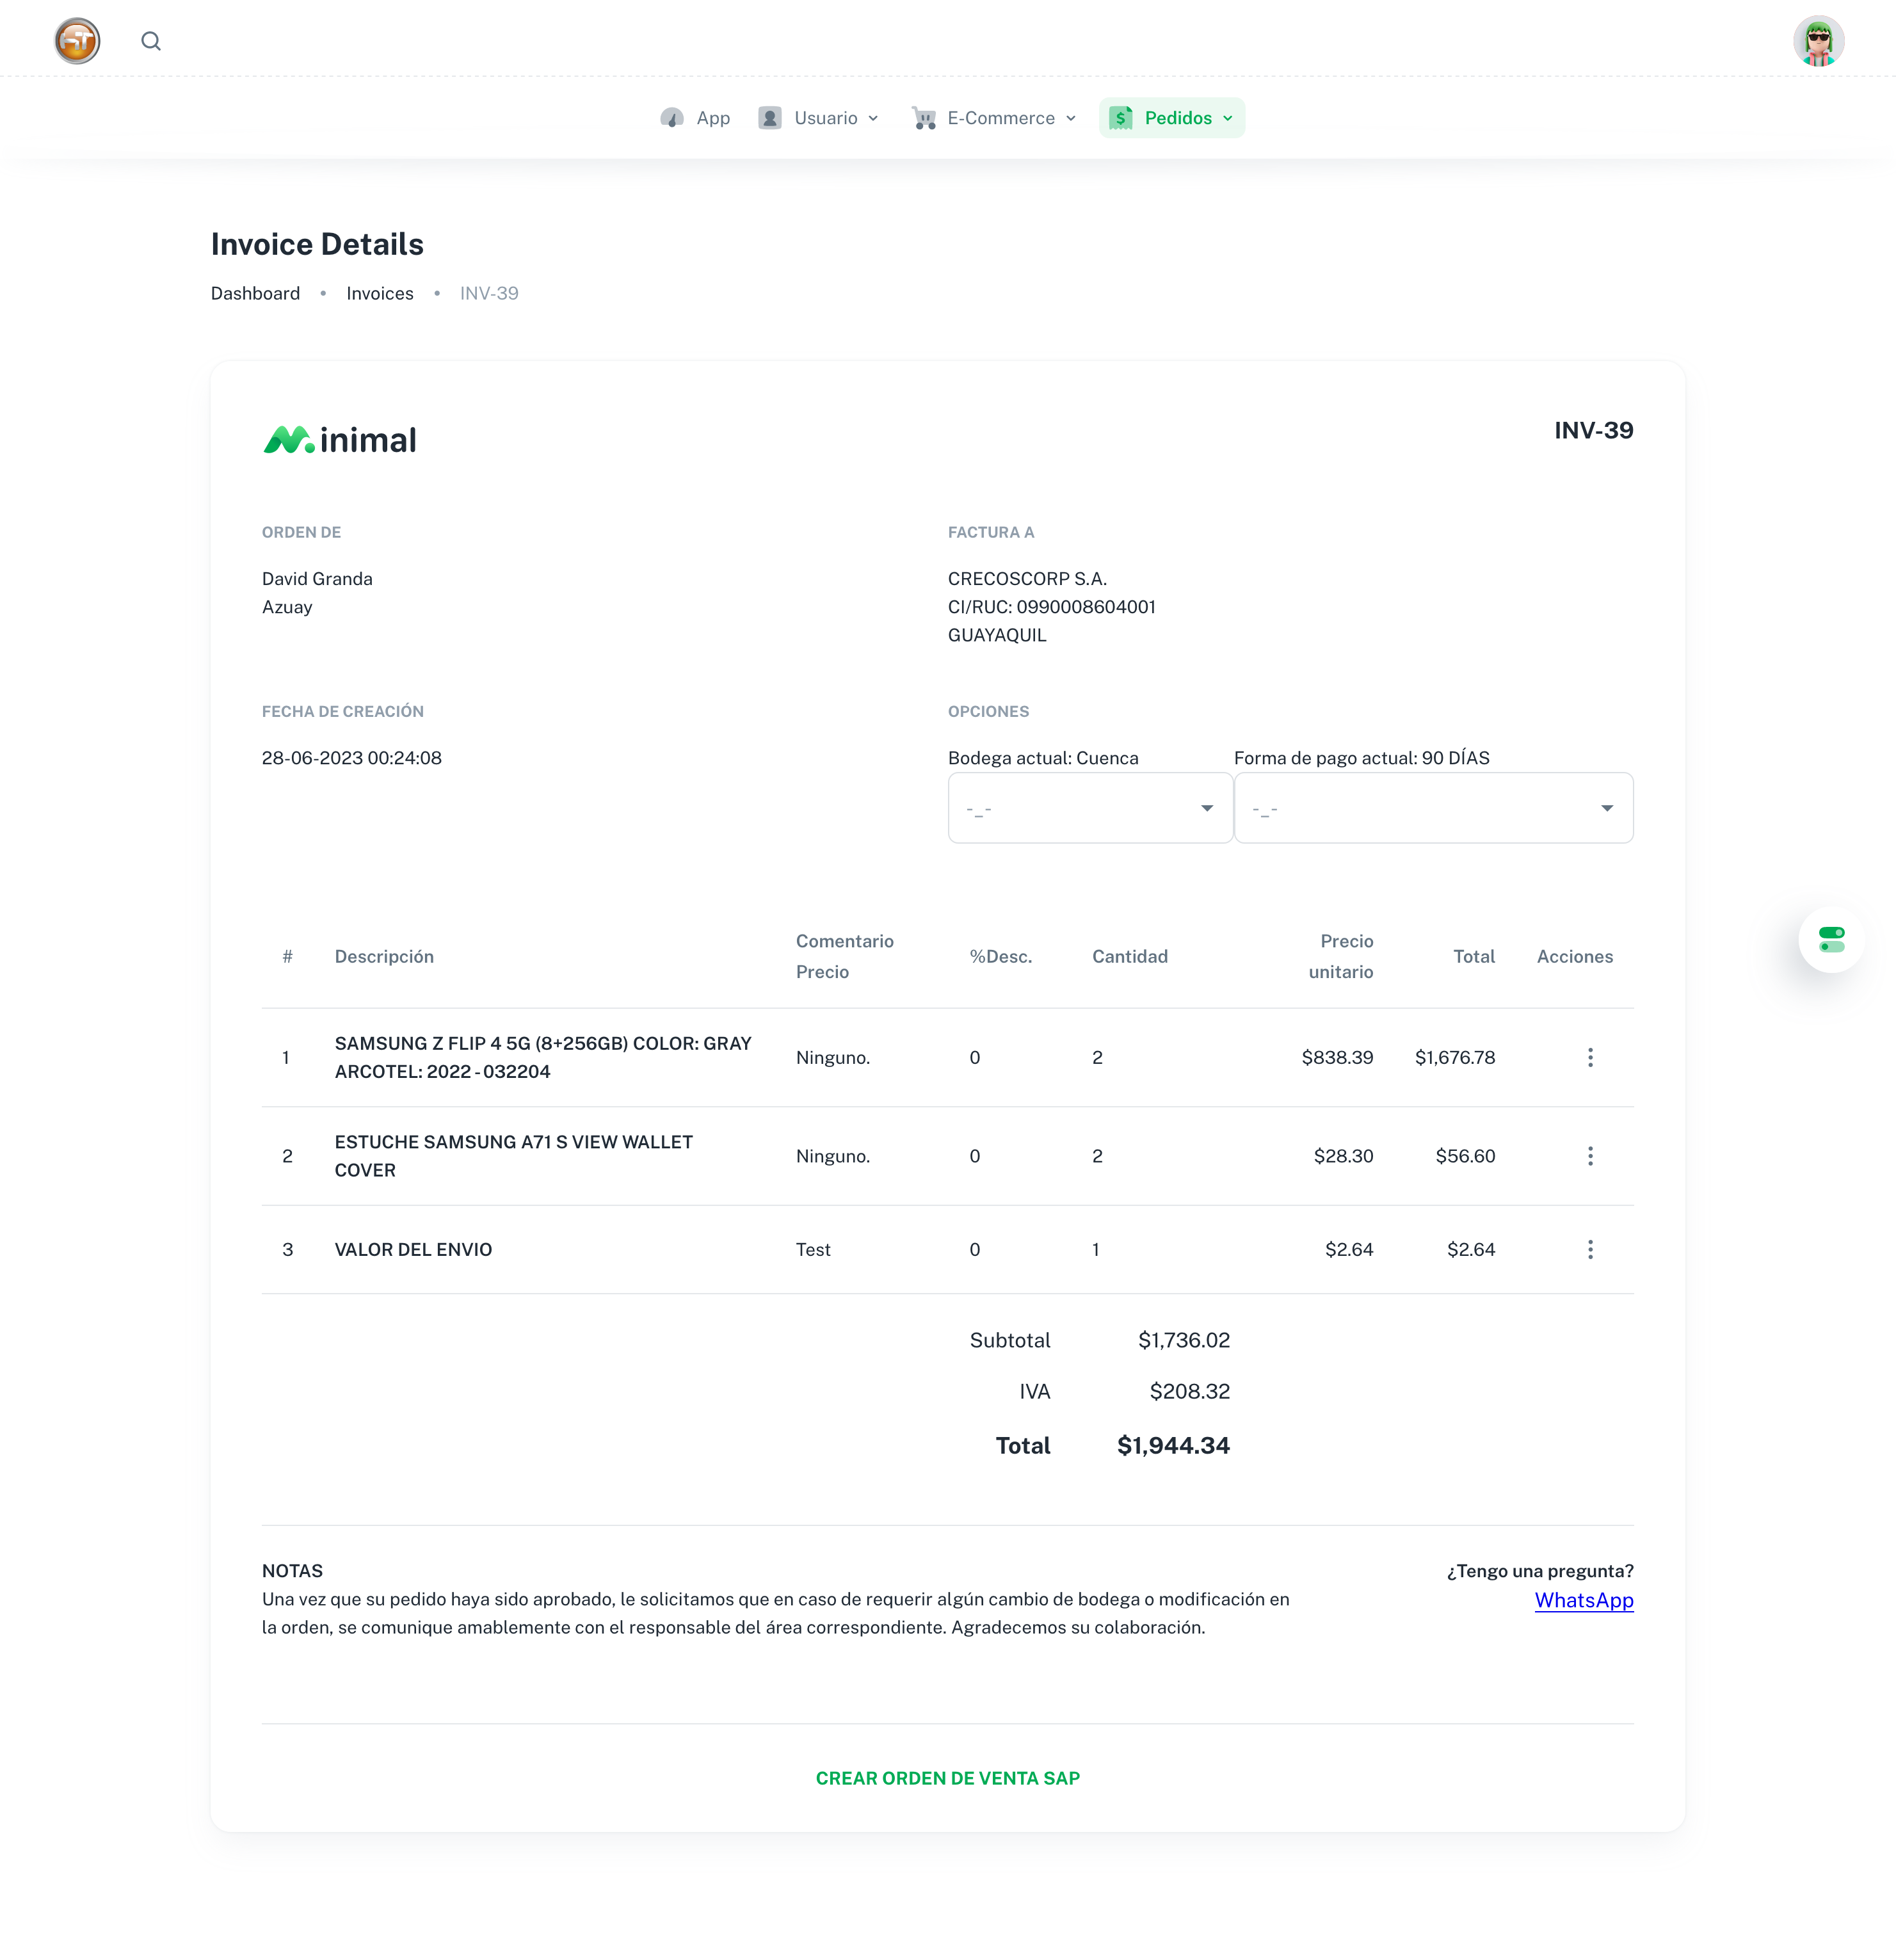 App Usuario E-Commerce Pedidos
Invoice Details
Dashboard • Invoices • INV-39
inimal
INV-39
ORDEN DE
David Granda
Azuay
FACTURA A
CRECOSCORP S.A.
CI/RUC: 0990008604001
GUAYAQUIL
FECHA DE CREACIÓN
28-06-2023 00:24:08
OPCIONES
Bodega actual: Cuenca Forma de pago actual: 90 DÍAS
-_- -_-
# Descripción Comentario Precio %Desc. Cantidad Precio unitario Total Acciones
1 SAMSUNG Z FLIP 4 5G (8+256GB) COLOR: GRAY ARCOTEL: 2022 - 032204 Ninguno. 0 2 $838.39 $1,676.78
2 ESTUCHE SAMSUNG A71 S VIEW WALLET COVER Ninguno. 0 2 $28.30 $56.60
3 VALOR DEL ENVIO Test 0 1 $2.64 $2.64
Subtotal $1,736.02
IVA $208.32
Total $1,944.34
NOTAS
Una vez que su pedido haya sido aprobado, le solicitamos que en caso de requerir algún cambio de bodega o modificación en
la orden, se comunique amablemente con el responsable del área correspondiente. Agradecemos su colaboración.
¿Tengo una pregunta?
WhatsApp
CREAR ORDEN DE VENTA SAP